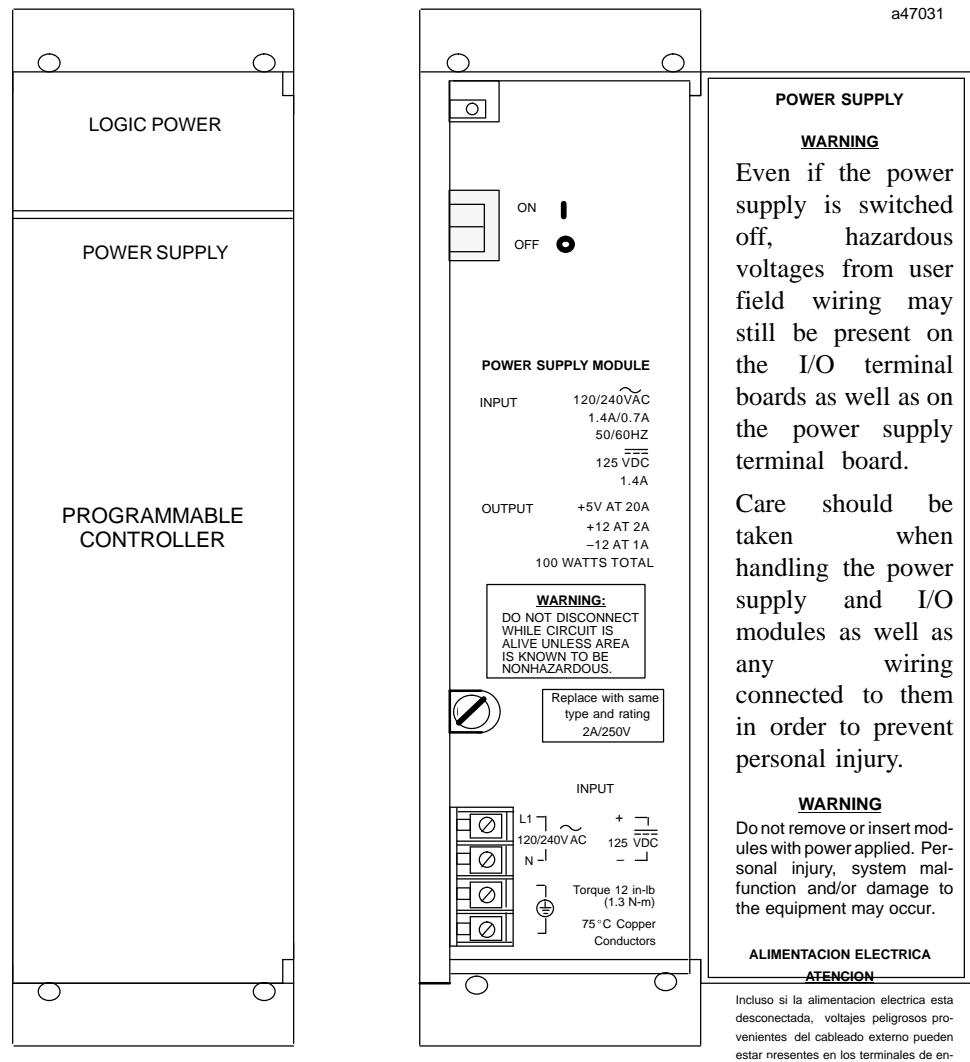 a47031
LOGIC POWER
POWER SUPPLY
PROGRAMMABLE
CONTROLLER
ON
OFF
POWER SUPPLY MODULE
INPUT 120/240VAC
1.4A/0.7A
50/60HZ
125 VDC
1.4A
OUTPUT +5V AT 20A
+12 AT 2A
–12 AT 1A
100 WATTS TOTAL
WARNING:
DO NOT DISCONNECT
WHILE CIRCUIT IS
ALIVE UNLESS AREA
IS KNOWN TO BE
NONHAZARDOUS.
Replace with same
type and rating
2A/250V
INPUT
L1 +
120/240V AC 125 VDC
N –
Torque 12 in-lb
(1.3 N-m)
75°C Copper
Conductors
POWER SUPPLY
WARNING
Even if the power
supply is switched
off, hazardous
voltages from user
field wiring may
still be present on
the I/O terminal
boards as well as on
the power supply
terminal board.
Care should be
taken when
handling the power
supply and I/O
modules as well as
any wiring
connected to them
in order to prevent
personal injury.
WARNING
Do not remove or insert mod-
ules with power applied. Per-
sonal injury, system mal-
function and/or damage to
the equipment may occur.
ALIMENTACION ELECTRICA
ATENCION
Incluso si la alimentacion electrica esta
desconectada, voltajes peligrosos pro-
venientes del cableado externo pueden
estar presentes en los terminales de en-